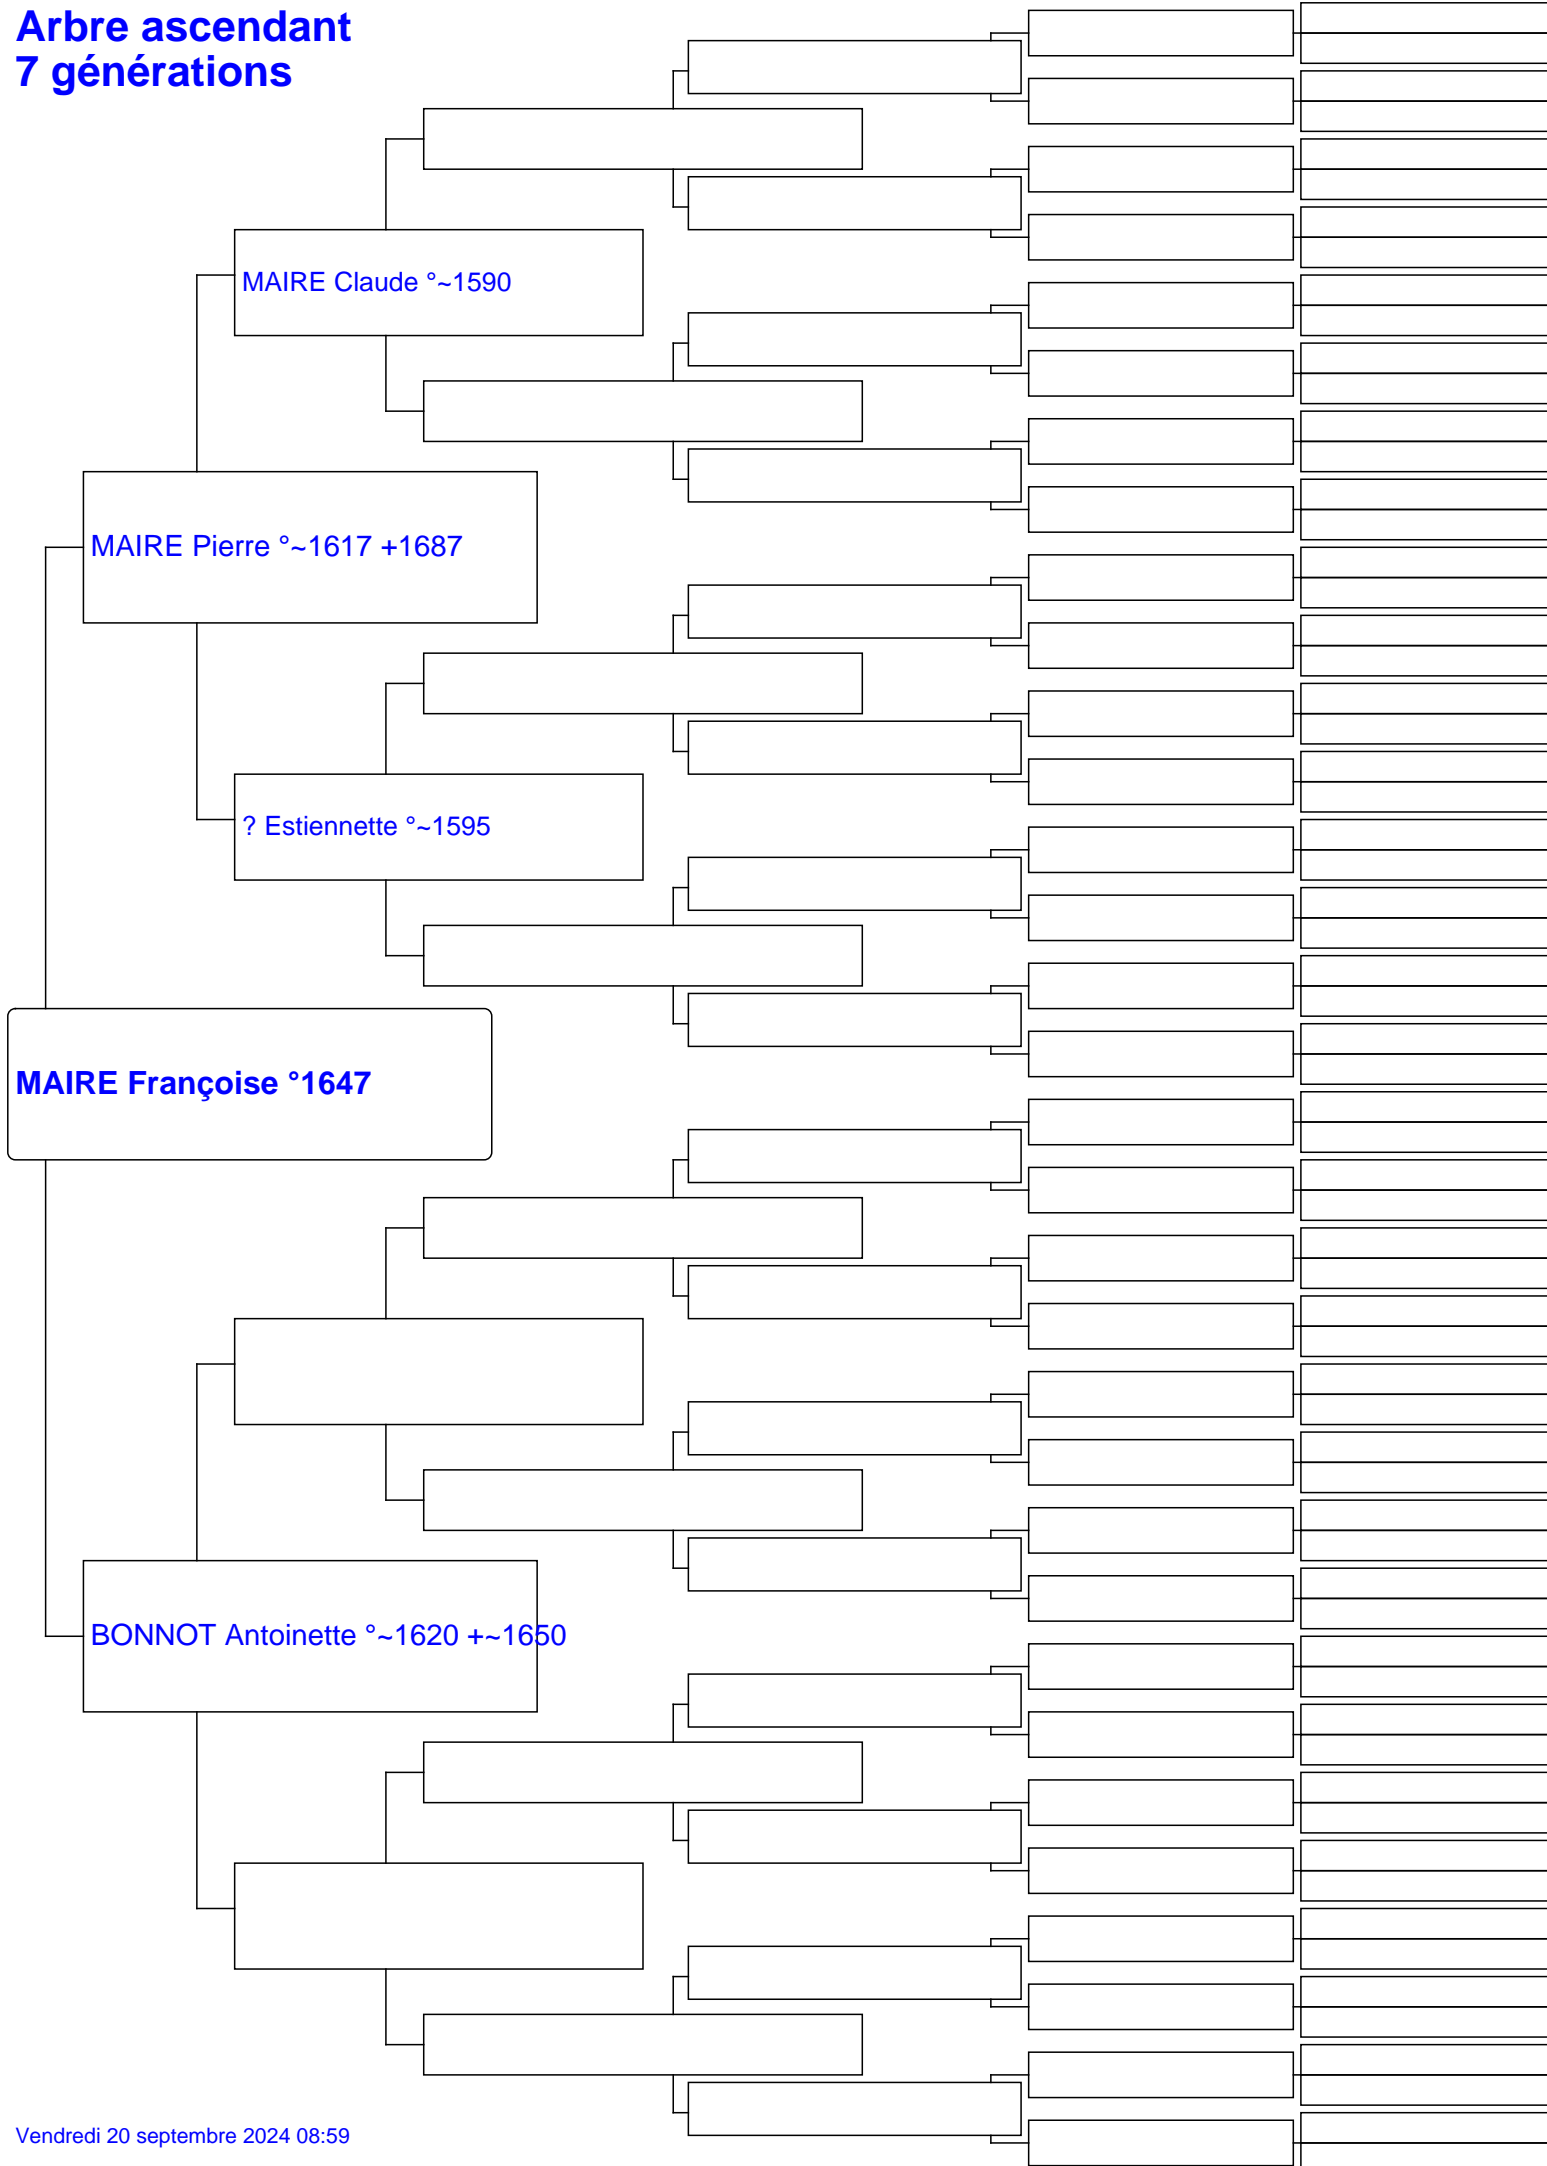 Arbre ascendant
7 générations
MAIRE Claude °~1590
MAIRE Pierre °~1617 +1687
? Estiennette °~1595
MAIRE Françoise °1647
BONNOT Antoinette °~1620 +~1650
Vendredi 20 septembre 2024 08:59